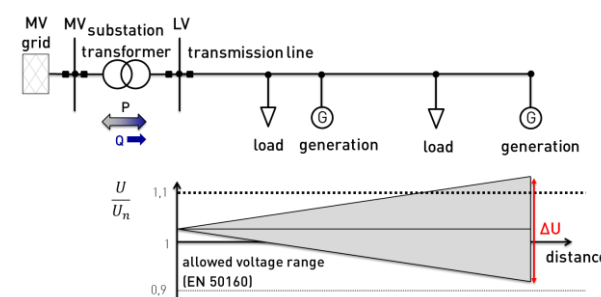 MV
grid
MV
substation
transformer
LV
transmission line
P
Q
load
G
generation
load
G
generation
U
Un
1,1
1
0,9
ΔU
distance
allowed voltage range
(EN 50160)